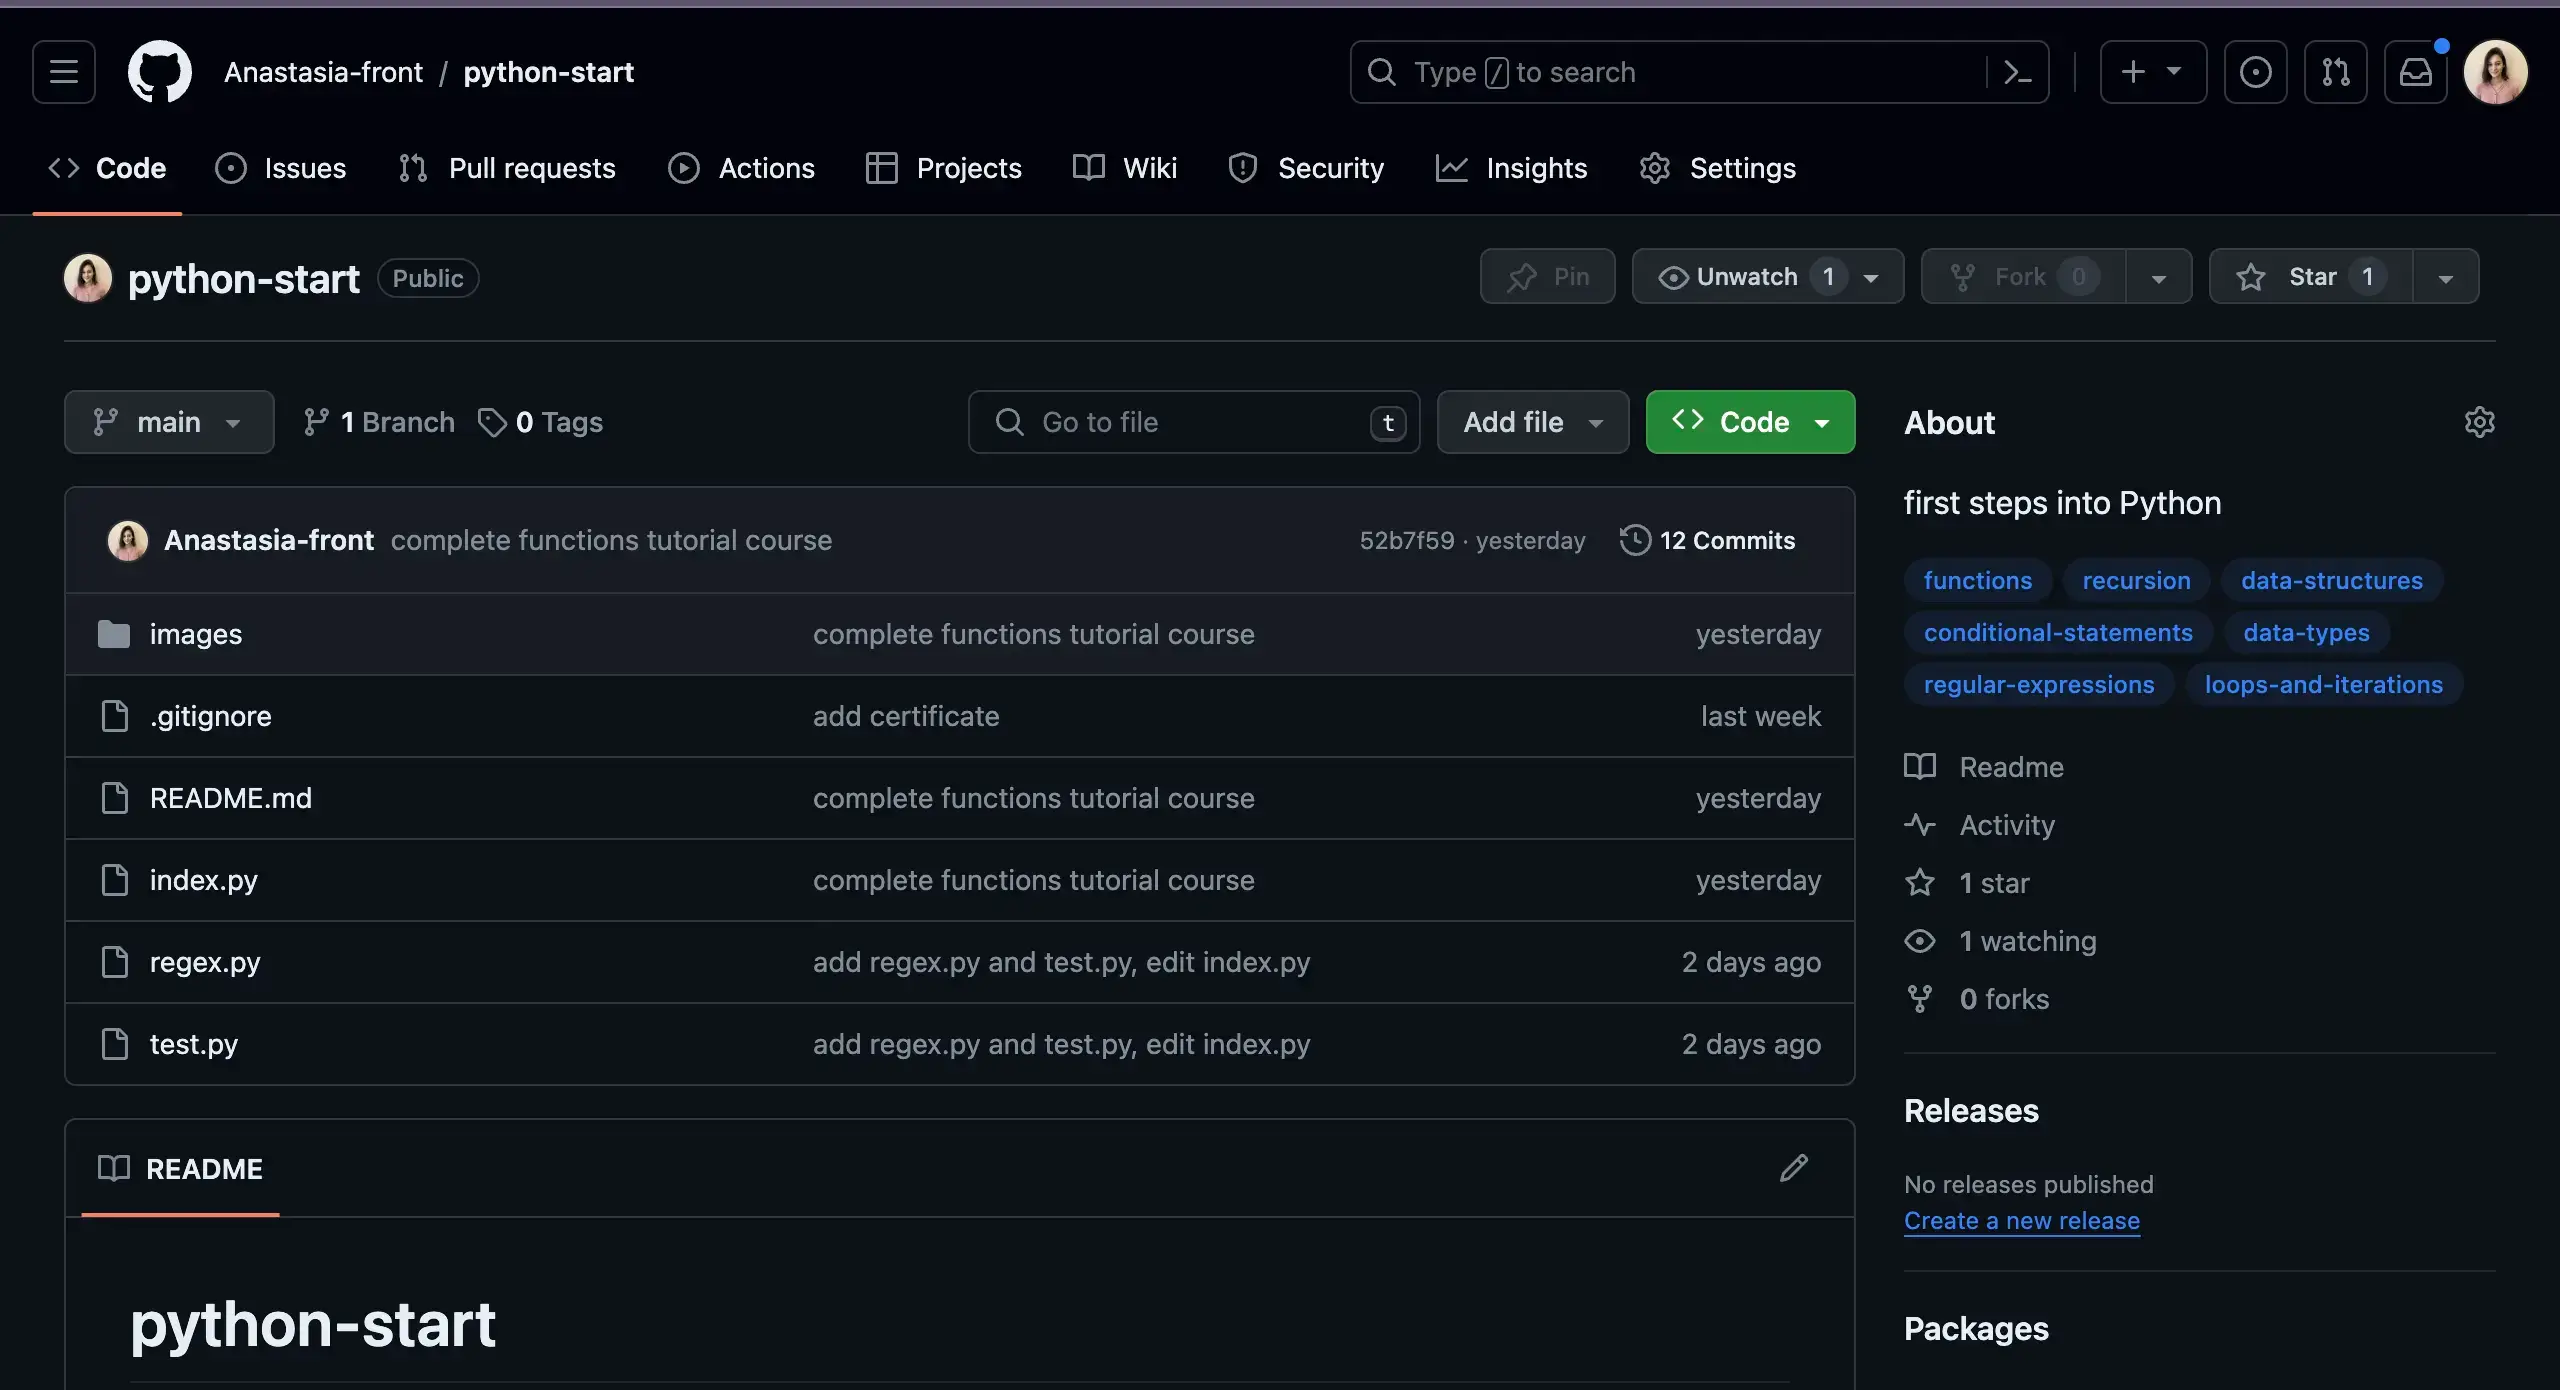 Anastasia-front / python-start
Type / to search
Code Issues Pull requests Actions Projects Wiki Security Insights Settings
python-start Public
Pin Unwatch 1 Fork 0 Star 1
main 1 Branch 0 Tags Go to file t Add file Code
Anastasia-front complete functions tutorial course 52b7f59 · yesterday 12 Commits
images complete functions tutorial course yesterday
.gitignore add certificate last week
README.md complete functions tutorial course yesterday
index.py complete functions tutorial course yesterday
regex.py add regex.py and test.py, edit index.py 2 days ago
test.py add regex.py and test.py, edit index.py 2 days ago
README
python-start
About
first steps into Python
functions recursion data-structures
conditional-statements data-types
regular-expressions loops-and-iterations
Readme
Activity
1 star
1 watching
0 forks
Releases
No releases published
Create a new release
Packages